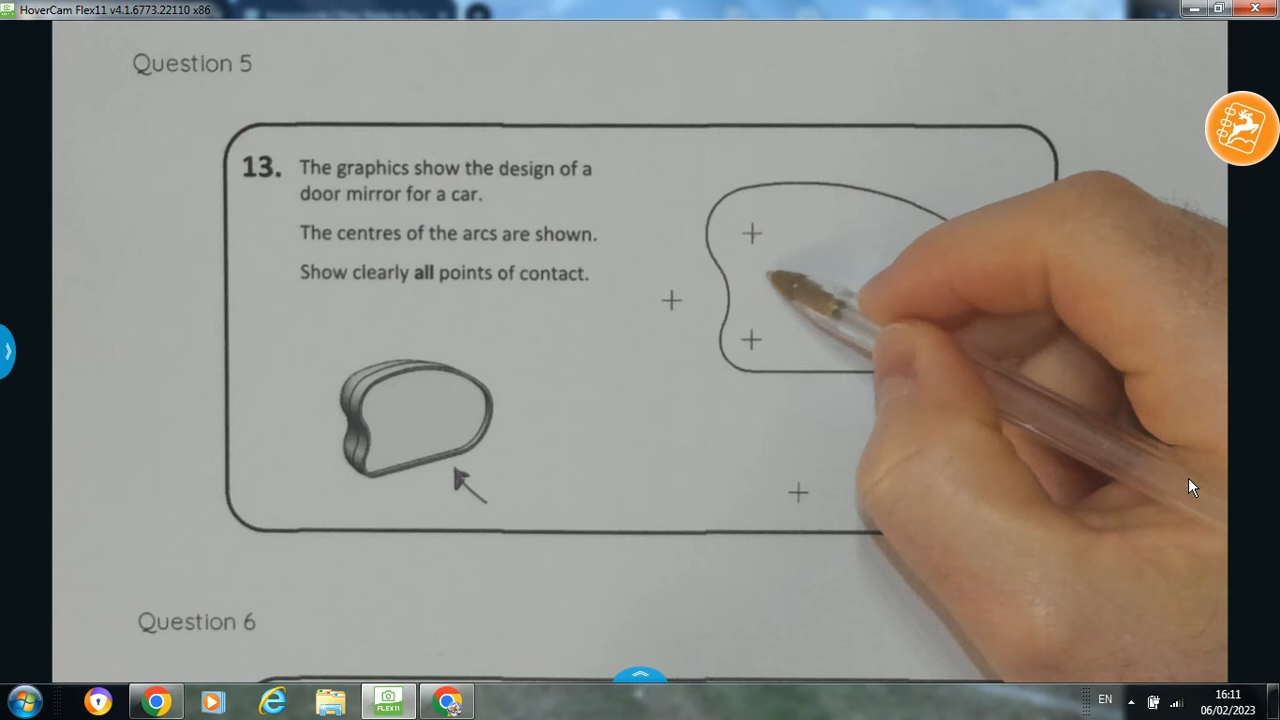 HoverCam Flex11 v4.1.6773.22110 x86
Question 5
13. The graphics show the design of a
door mirror for a car.
The centres of the arcs are shown.
Show clearly all points of contact.
Question 6
FLEX11
EN
16:11
06/02/2023